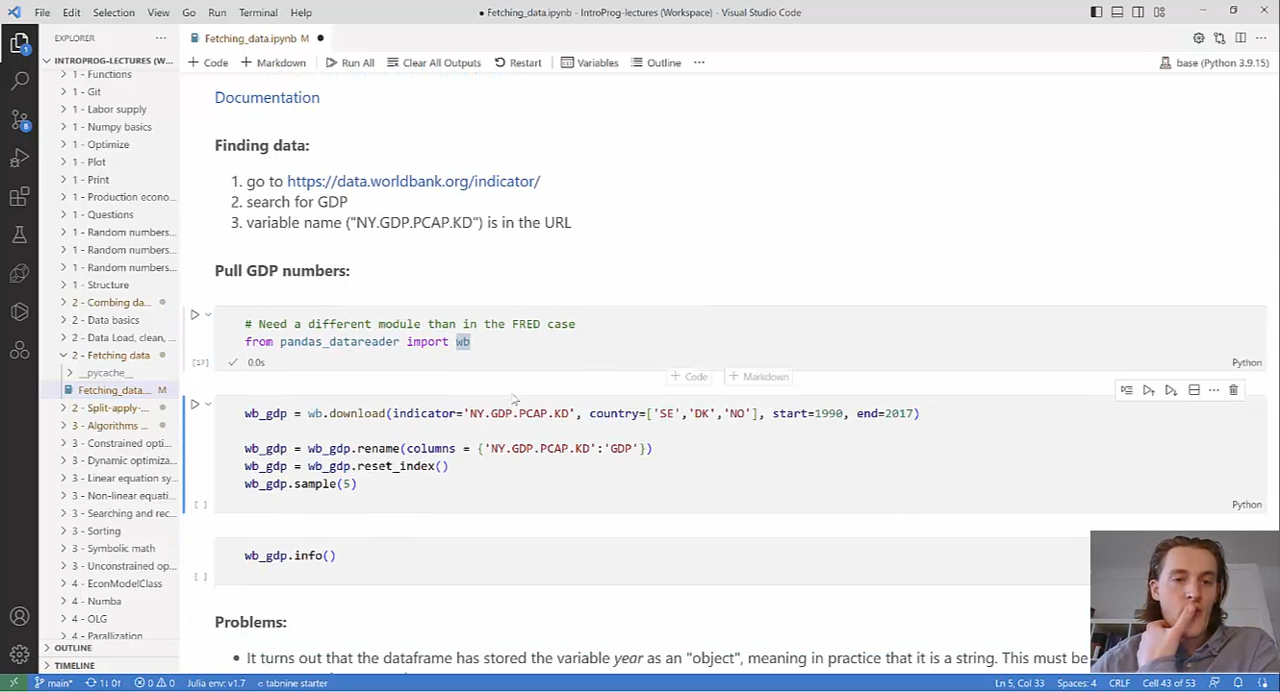 File Edit Selection View Go Run Terminal Help
● Fetching_data.ipynb - IntroProg-lectures (Workspace) - Visual Studio Code
EXPLORER
Fetching_data.ipynb M
INTROPROG-LECTURES (W...
+ Code + Markdown Run All Clear All Outputs Restart Variables Outline ...
base (Python 3.9.15)
1 - Functions
1 - Git
1 - Labor supply
1 - Numpy basics
1 - Optimize
1 - Plot
1 - Print
1 - Production econo...
1 - Questions
1 - Random numbers...
1 - Random numbers...
1 - Random numbers...
1 - Structure
2 - Combing da...
2 - Data basics
2 - Data Load, clean, ...
2 - Fetching data
__pycache__
Fetching_data.... M
2 - Split-apply-...
3 - Algorithms ...
3 - Constrained opti...
3 - Dynamic optimiza...
3 - Linear equation sy...
3 - Non-linear equati...
3 - Searching and rec...
3 - Sorting
3 - Symbolic math
3 - Unconstrained opt...
4 - EconModelClass
4 - Numba
4 - OLG
4 - Parallization
OUTLINE
TIMELINE
Documentation
Finding data:
1. go to https://data.worldbank.org/indicator/
2. search for GDP
3. variable name ("NY.GDP.PCAP.KD") is in the URL
Pull GDP numbers:
# Need a different module than in the FRED case
from pandas_datareader import wb
[17] 0.0s Python
+ Code + Markdown
wb_gdp = wb.download(indicator='NY.GDP.PCAP.KD', country=['SE','DK','NO'], start=1990, end=2017)
wb_gdp = wb_gdp.rename(columns = {'NY.GDP.PCAP.KD':'GDP'})
wb_gdp = wb_gdp.reset_index()
wb_gdp.sample(5)
[ ] Python
wb_gdp.info()
[ ]
Problems:
• It turns out that the dataframe has stored the variable year as an "object", meaning in practice that it is a string. This must be
main* 1↓ 0↑ 0 0 Julia env: v1.7 tabnine starter Ln 5, Col 33 Spaces: 4 CRLF Cell 43 of 53